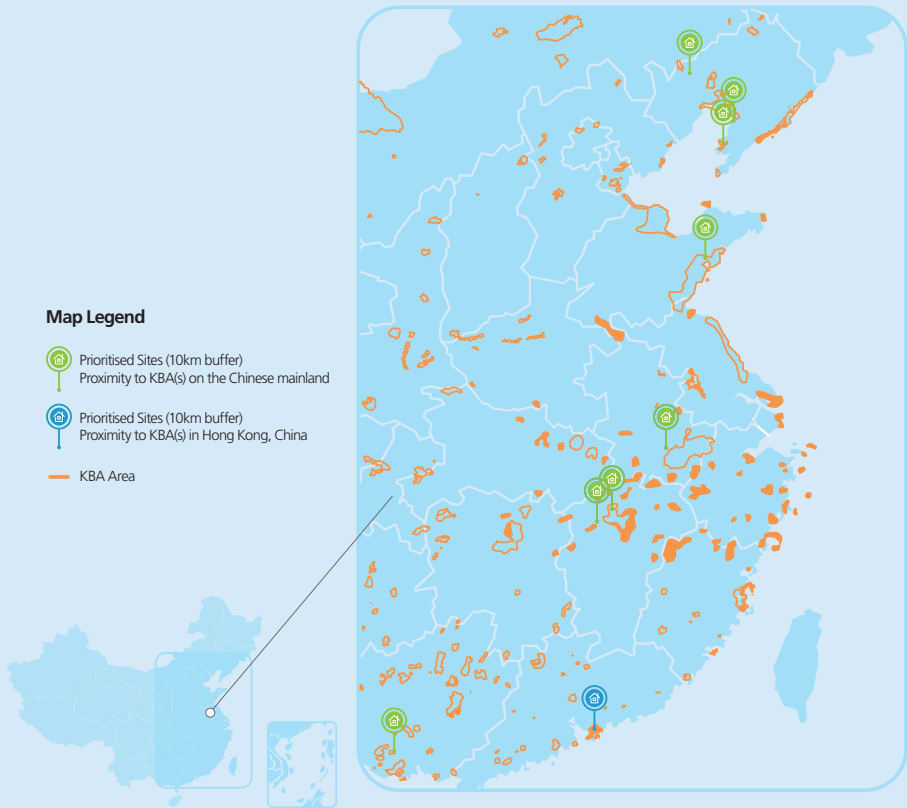 Map Legend
Prioritised Sites (10km buffer)
Proximity to KBA(s) on the Chinese mainland
Prioritised Sites (10km buffer)
Proximity to KBA(s) in Hong Kong, China
KBA Area